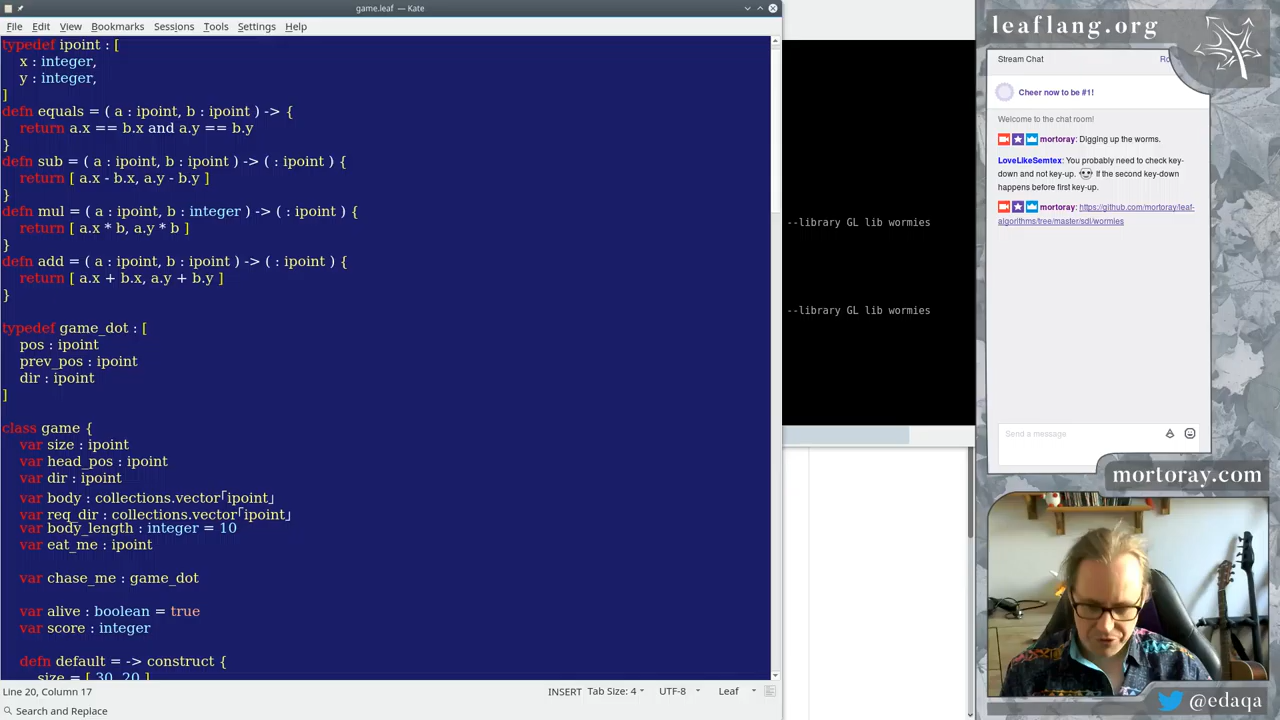 game.leaf — Kate
File Edit View Bookmarks Sessions Tools Settings Help
typedef ipoint : [
x : integer,
y : integer,
]
defn equals = ( a : ipoint, b : ipoint ) -> {
return a.x == b.x and a.y == b.y
}
defn sub = ( a : ipoint, b : ipoint ) -> ( : ipoint ) {
return [ a.x - b.x, a.y - b.y ]
}
defn mul = ( a : ipoint, b : integer ) -> ( : ipoint ) {
return [ a.x * b, a.y * b ]
}
defn add = ( a : ipoint, b : ipoint ) -> ( : ipoint ) {
return [ a.x + b.x, a.y + b.y ]
}
typedef game_dot : [
pos : ipoint
prev_pos : ipoint
dir : ipoint
]
class game {
var size : ipoint
var head_pos : ipoint
var dir : ipoint
var body : collections.vector｢ipoint｣
var req_dir : collections.vector｢ipoint｣
var body_length : integer = 10
var eat_me : ipoint
var chase_me : game_dot
var alive : boolean = true
var score : integer
defn default = -> construct {
size = [ 30, 20 ]
Line 20, Column 17
INSERT Tab Size: 4 UTF-8 Leaf
Search and Replace
--library GL lib wormies
--library GL lib wormies
leaflang.org
Stream Chat
Ro
Cheer now to be #1!
Welcome to the chat room!
mortoray: Digging up the worms.
LoveLikeSemtex: You probably need to check key-
down and not key-up. If the second key-down
happens before first key-up.
mortoray: https://github.com/mortoray/leaf-
algorithms/tree/master/sdl/wormies
Send a message
mortoray.com
@edaqa